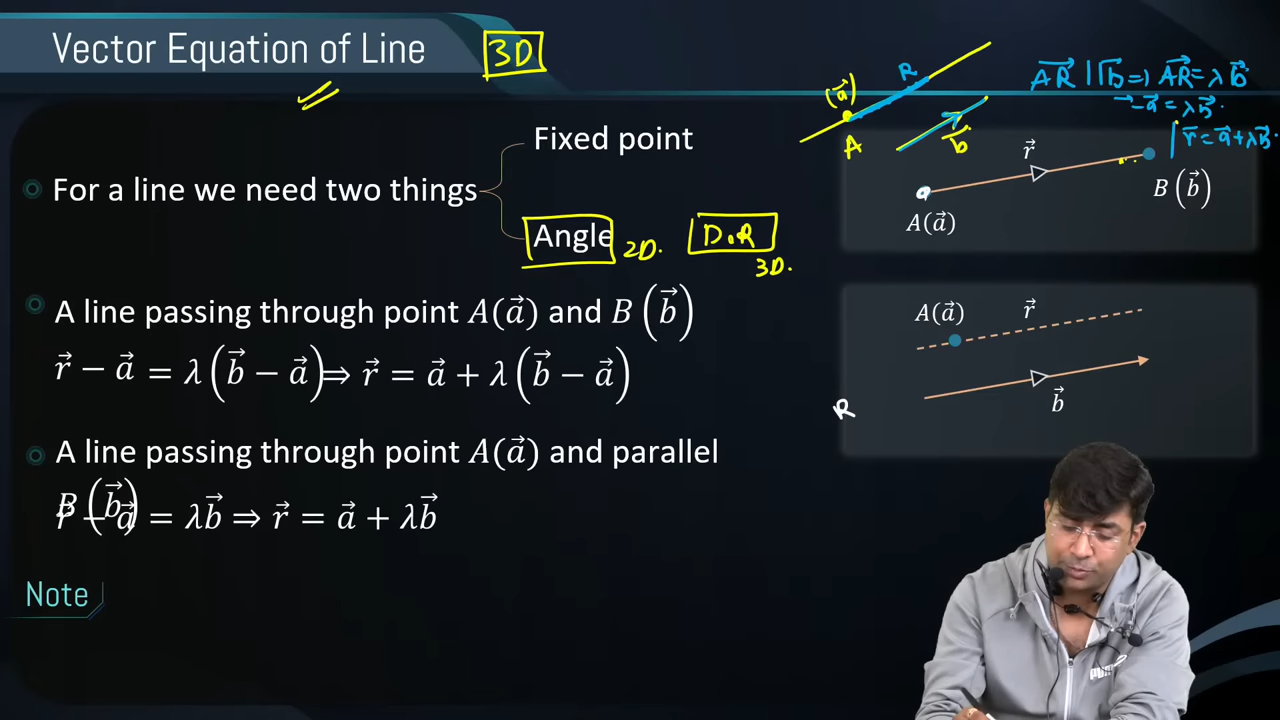 Vector Equation of Line
3D
Fixed point
For a line we need two things
Angle 2D.
D.R
3D.
A line passing through point A(a⃗) and B(b⃗)
r⃗ − a⃗ = λ(b⃗ − a⃗) ⇒ r⃗ = a⃗ + λ(b⃗ − a⃗)
A line passing through point A(a⃗) and parallel
B(b⃗)
r⃗ − a⃗ = λb⃗ ⇒ r⃗ = a⃗ + λb⃗
Note
(a⃗)
A
R
b⃗
AR⃗ || b⃗ ⇒ AR⃗ = λb⃗
− a⃗ = λb⃗.
r⃗ = a⃗ + λb⃗.
r⃗
A(a⃗)
B(b⃗)
A(a⃗)
r⃗
b⃗
R
PUMA